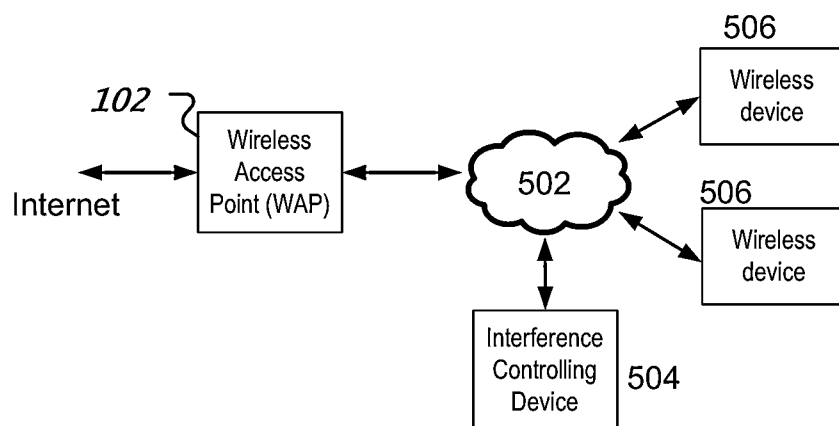 506
Wireless
device
102
Wireless
Access
Point (WAP)
Internet
502
506
Wireless
device
Interference
Controlling
Device
504